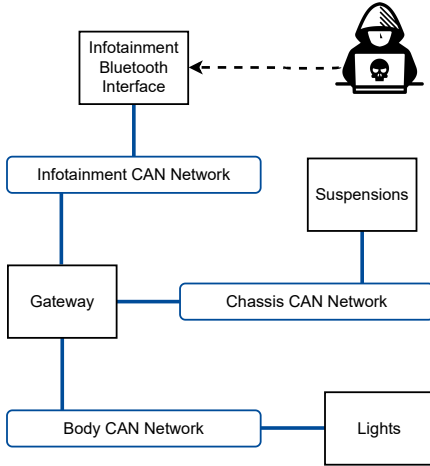 Infotainment
Bluetooth
Interface
Infotainment CAN Network
Suspensions
Gateway
Chassis CAN Network
Body CAN Network
Lights